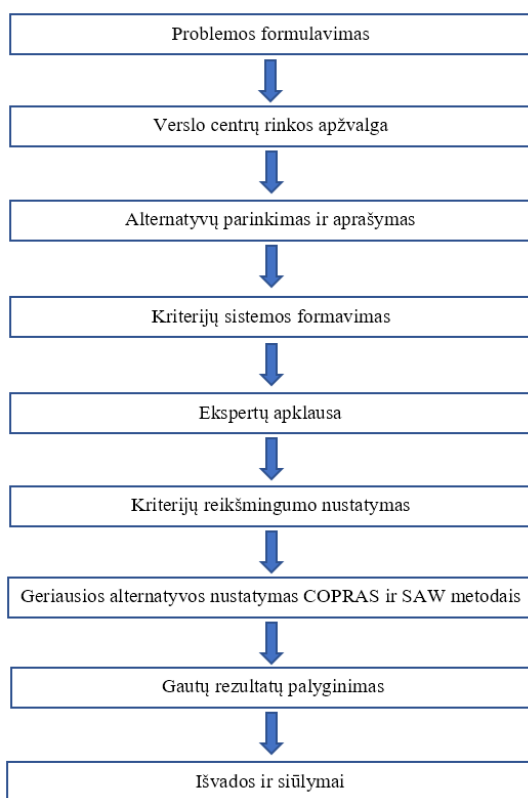 Problemos formulavimas
Verslo centrų rinkos apžvalga
Alternatyvų parinkimas ir aprašymas
Kriterijų sistemos formavimas
Ekspertų apklausa
Kriterijų reikšmingumo nustatymas
Geriausios alternatyvos nustatymas COPRAS ir SAW metodais
Gautų rezultatų palyginimas
Išvados ir siūlymai